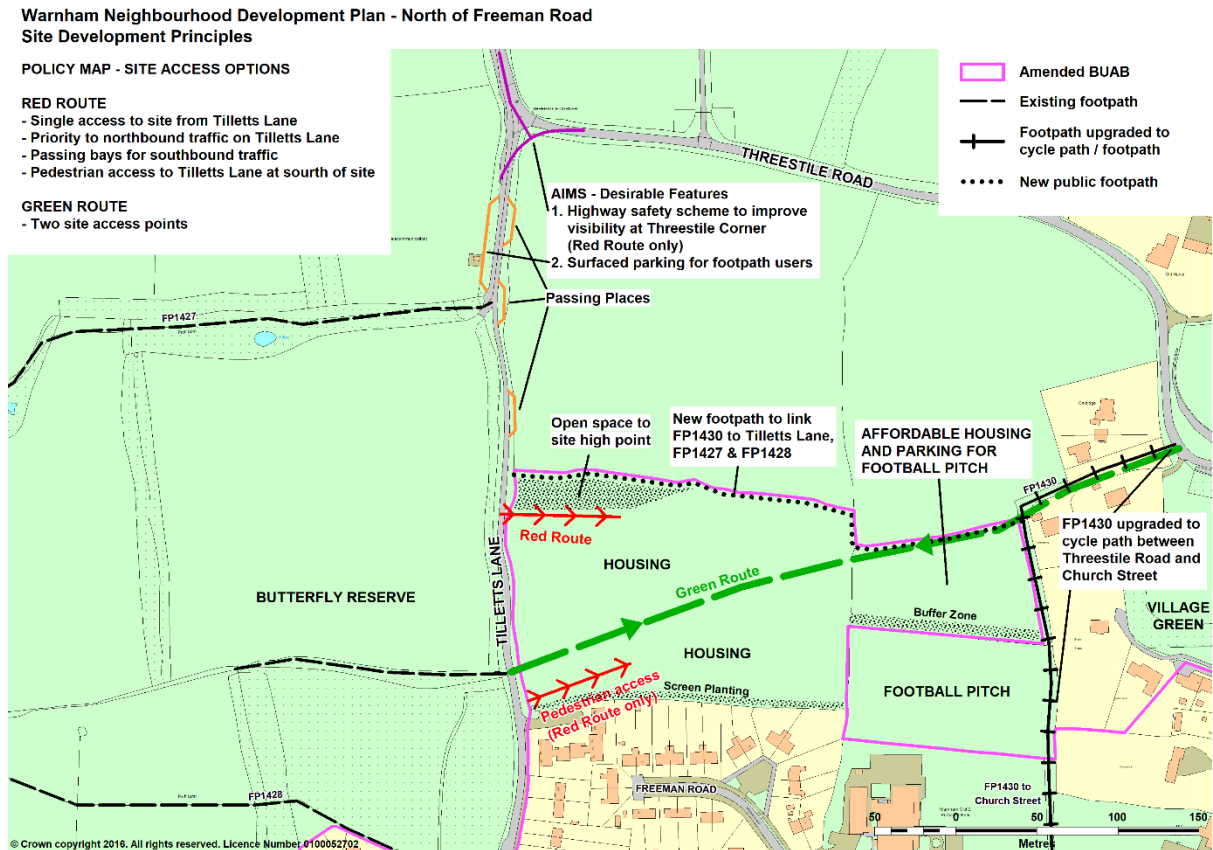 Warnham Neighbourhood Development Plan - North of Freeman Road
Site Development Principles
POLICY MAP - SITE ACCESS OPTIONS
RED ROUTE
- Single access to site from Tilletts Lane
- Priority to northbound traffic on Tilletts Lane
- Passing bays for southbound traffic
- Pedestrian access to Tilletts Lane at sourth of site
GREEN ROUTE
- Two site access points
Amended BUAB
Existing footpath
Footpath upgraded to
cycle path / footpath
New public footpath
THREESTILE ROAD
AIMS - Desirable Features
1. Highway safety scheme to improve
visibility at Threestile Corner
(Red Route only)
2. Surfaced parking for footpath users
Passing Places
FP1427
Open space to
site high point
New footpath to link
FP1430 to Tilletts Lane,
FP1427 & FP1428
AFFORDABLE HOUSING
AND PARKING FOR
FOOTBALL PITCH
FP1430
FP1430 upgraded to
cycle path between
Threestile Road and
Church Street
Red Route
HOUSING
Green Route
TILLETTS LANE
BUTTERFLY RESERVE
Buffer Zone
VILLAGE
GREEN
HOUSING
Pedestrian access
(Red Route only)
Screen Planting
FOOTBALL PITCH
FREEMAN ROAD
FP1428
FP1430 to
Church Street
50 0 50 100 150
Metres
© Crown copyright 2016. All rights reserved. Licence Number 0100052702